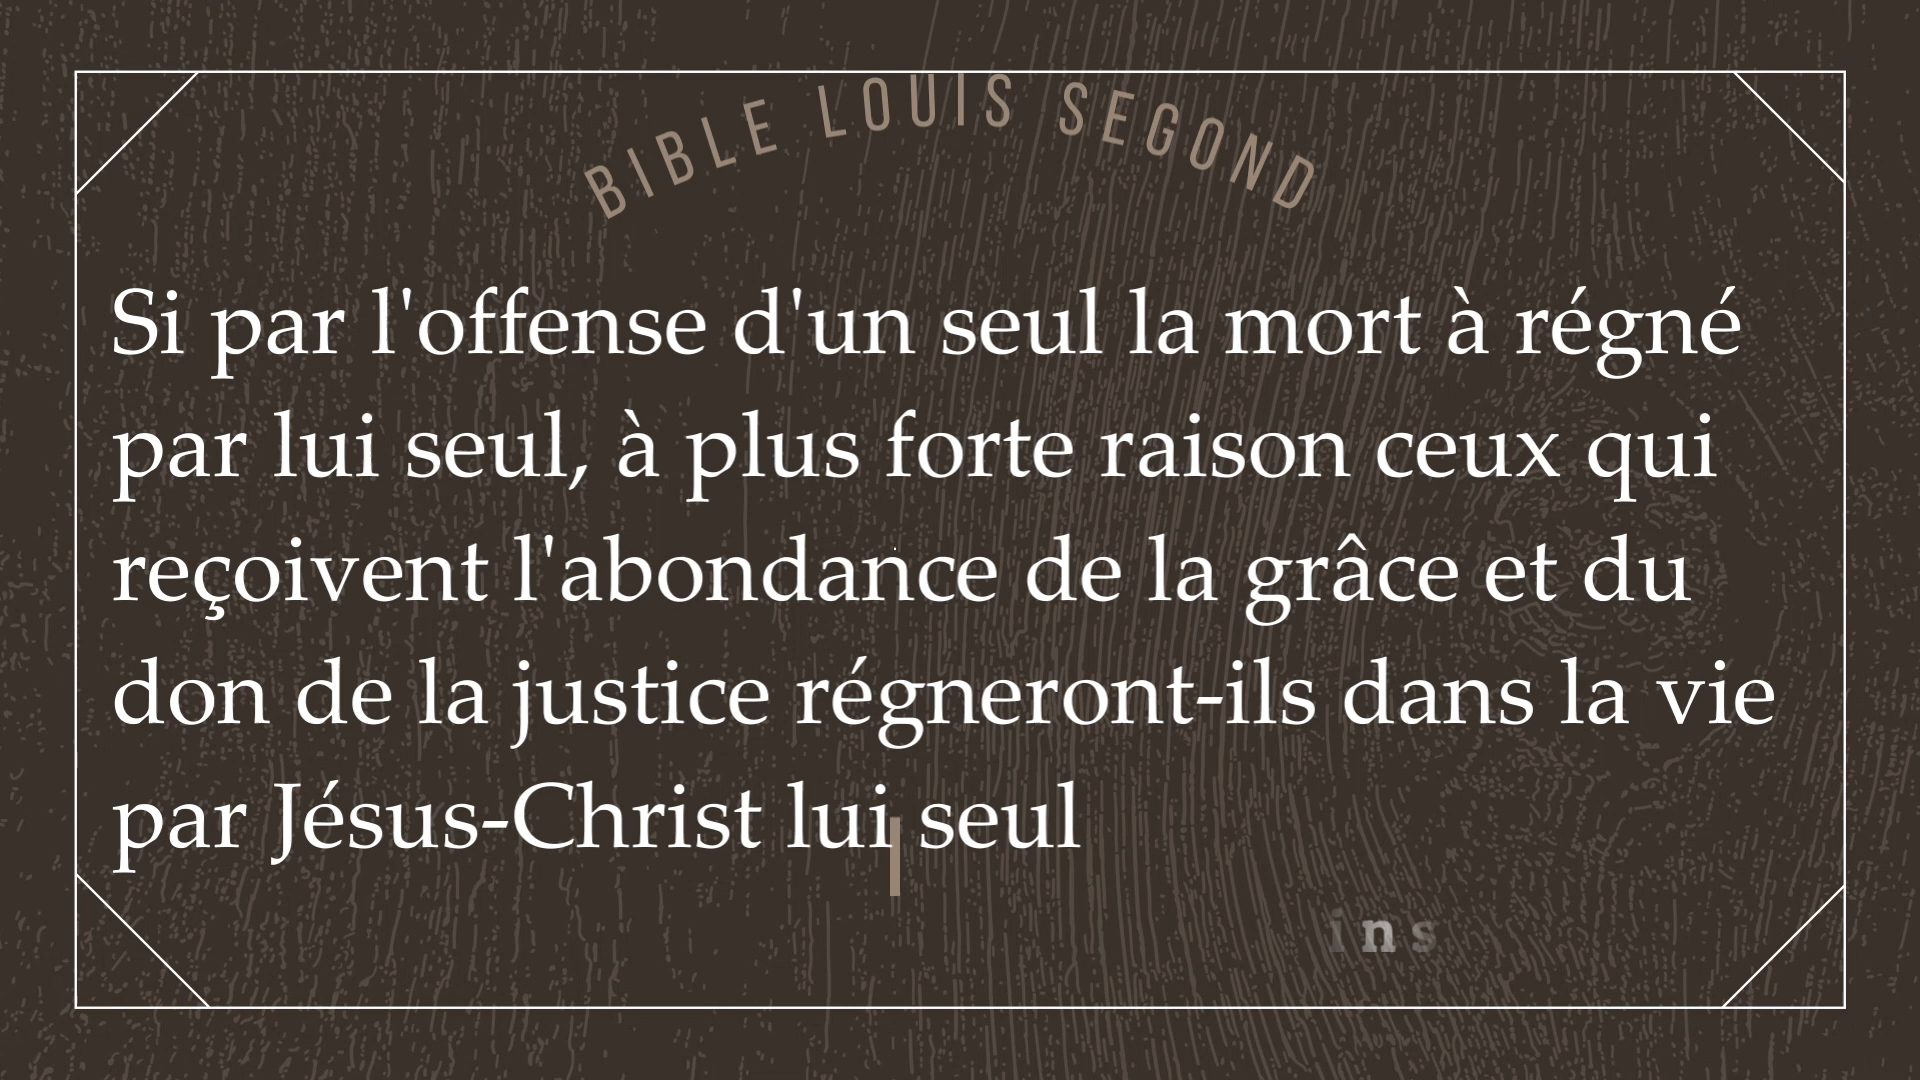 BIBLE LOUIS SEGOND
Si par l'offense d'un seul la mort à régné
par lui seul, à plus forte raison ceux qui
reçoivent l'abondance de la grâce et du
don de la justice régneront-ils dans la vie
par Jésus-Christ lui seul
ins